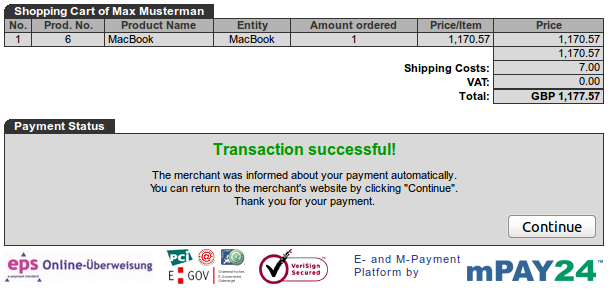 Shopping Cart of Max Musterman
No. Prod. No. Product Name Entity Amount ordered Price/Item Price
1 6 MacBook MacBook 1 1,170.57 1,170.57
1,170.57
Shipping Costs: 7.00
VAT: 0.00
Total: GBP 1,177.57
Payment Status
Transaction successful!
The merchant was informed about your payment automatically.
You can return to the merchant's website by clicking "Continue".
Thank you for your payment.
Continue
eps Online-Überweisung
e-payment standard
PCI
E GOV
VeriSign
Secured
E- and M-Payment
Platform by
mPAY24™